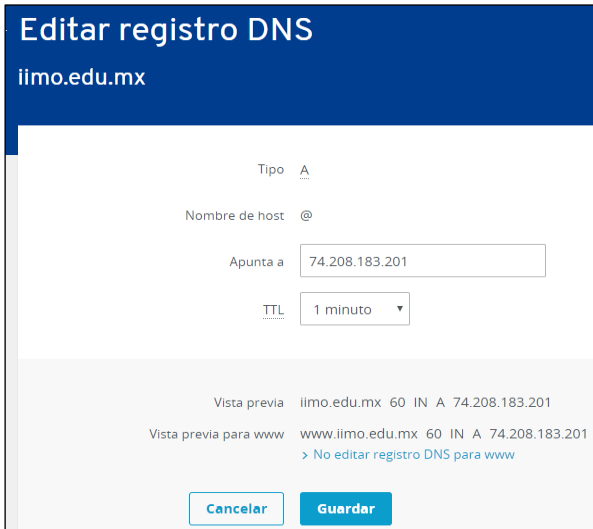 Editar registro DNS
iimo.edu.mx
Tipo A
Nombre de host @
Apunta a 74.208.183.201
TTL 1 minuto
Vista previa iimo.edu.mx 60 IN A 74.208.183.201
Vista previa para www www.iimo.edu.mx 60 IN A 74.208.183.201
> No editar registro DNS para www
Cancelar Guardar